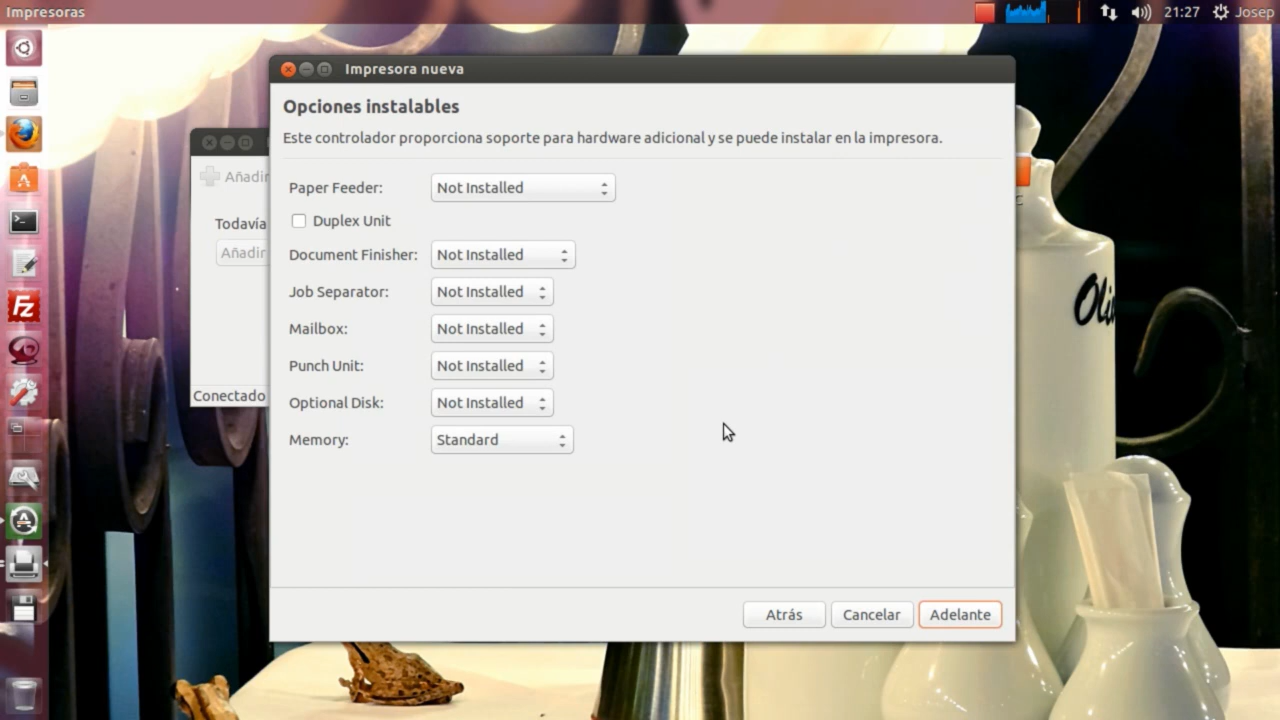 Impresoras
21:27
Josep
Impresora nueva
Opciones instalables
Este controlador proporciona soporte para hardware adicional y se puede instalar en la impresora.
Paper Feeder: Not Installed
Duplex Unit
Document Finisher: Not Installed
Job Separator: Not Installed
Mailbox: Not Installed
Punch Unit: Not Installed
Optional Disk: Not Installed
Memory: Standard
Atrás Cancelar Adelante
Añadir
Todavía
Añadir
Conectado
Fz